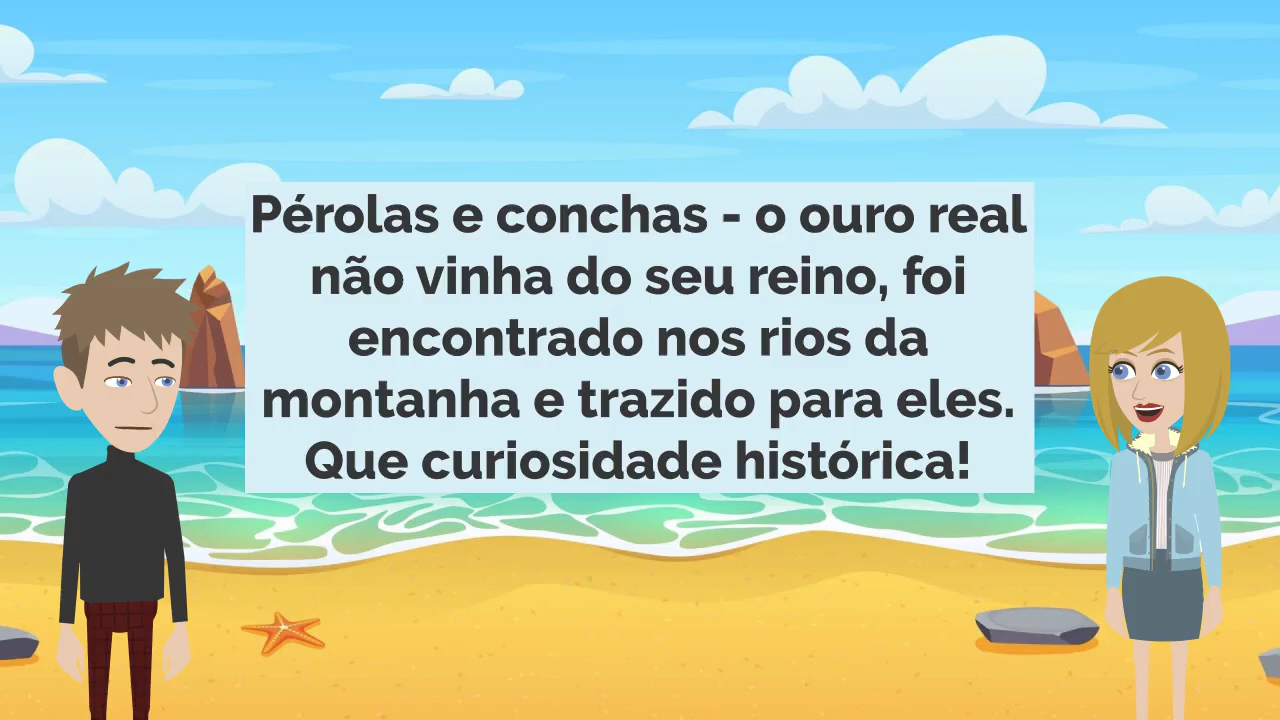 Pérolas e conchas - o ouro real
não vinha do seu reino, foi
encontrado nos rios da
montanha e trazido para eles.
Que curiosidade histórica!